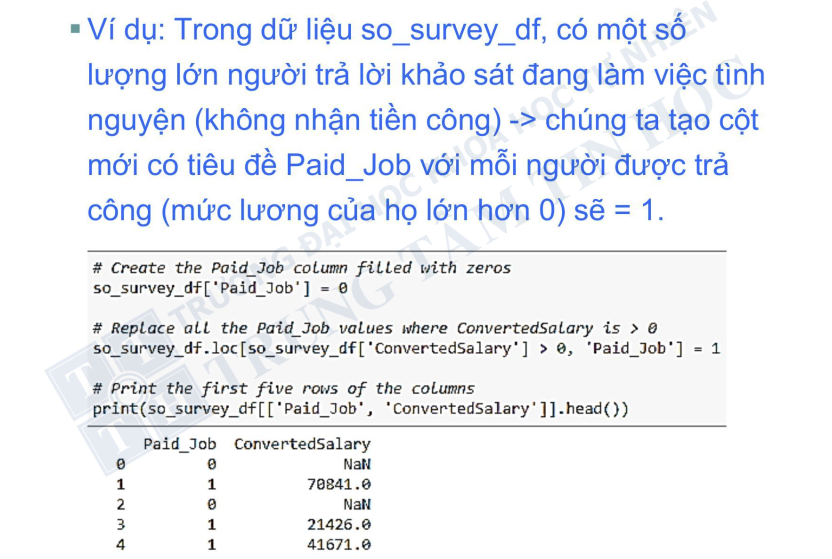 Ví dụ: Trong dữ liệu so_survey_df, có một số
lượng lớn người trả lời khảo sát đang làm việc tình
nguyện (không nhận tiền công) -> chúng ta tạo cột
mới có tiêu đề Paid_Job với mỗi người được trả
công (mức lương của họ lớn hơn 0) sẽ = 1.
# Create the Paid_Job column filled with zeros
so_survey_df['Paid_Job'] = 0
# Replace all the Paid_Job values where ConvertedSalary is > 0
so_survey_df.loc[so_survey_df['ConvertedSalary'] > 0, 'Paid_Job'] = 1
# Print the first five rows of the columns
print(so_survey_df[['Paid_Job', 'ConvertedSalary']].head())
Paid_Job ConvertedSalary
0 0 NaN
1 1 70841.0
2 0 NaN
3 1 21426.0
4 1 41671.0
TRƯỜNG ĐẠI HỌC KHOA HỌC TỰ NHIÊN
TRUNG TÂM TIN HỌC